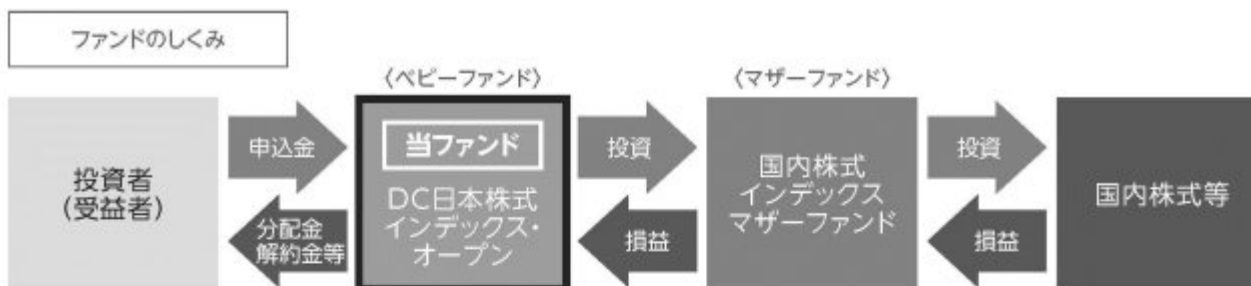 ファンドのしくみ
〈ベビーファンド〉
〈マザーファンド〉
投資者
(受益者)
申込金
分配金
解約金等
当ファンド
DC日本株式
インデックス・
オープン
投資
損益
国内株式
インデックス
マザーファンド
投資
損益
国内株式等